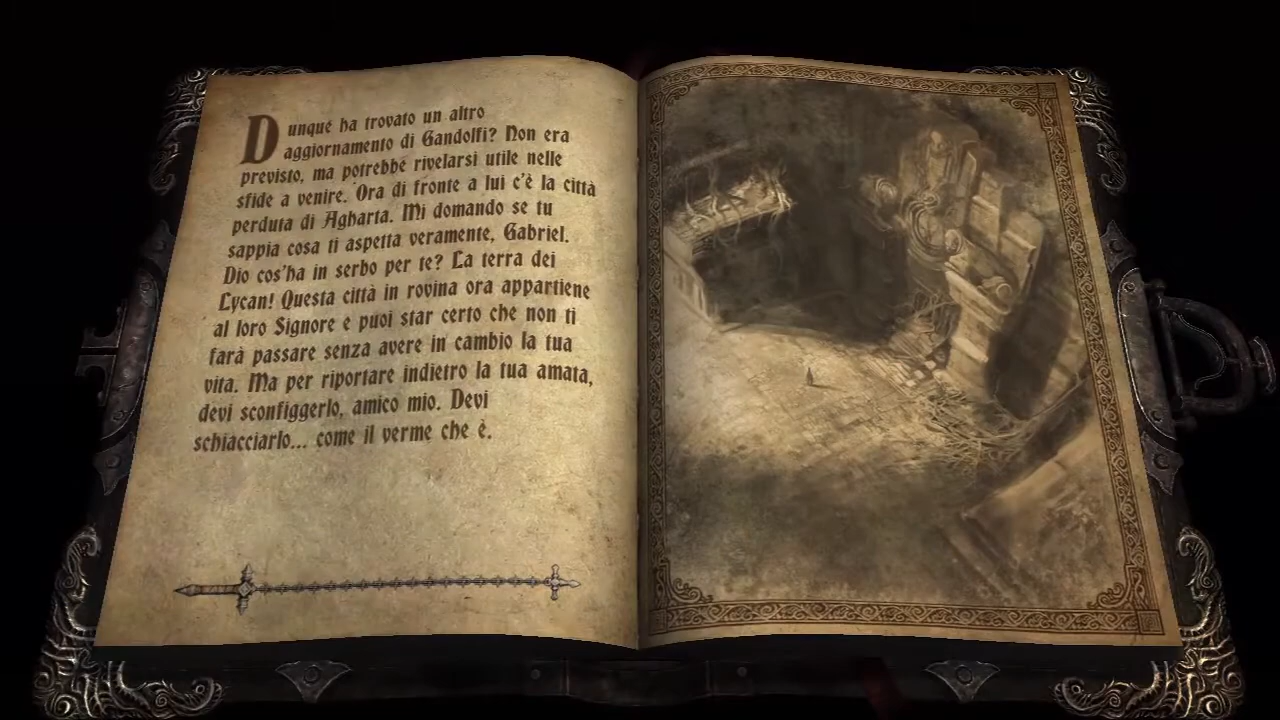 Dunque ha trovato un altro
aggiornamento di Gandolfi? Non era
previsto, ma potrebbe rivelarsi utile nelle
sfide a venire. Ora di fronte a lui c'è la città
perduta di Agharta. Mi domando se tu
sappia cosa ti aspetta veramente, Gabriel.
Dio cos'ha in serbo per te? La terra dei
Lycan! Questa città in rovina ora appartiene
al loro Signore e puoi star certo che non ti
farà passare senza avere in cambio la tua
vita. Ma per riportare indietro la tua amata,
devi sconfiggerlo, amico mio. Devi
schiacciarlo... come il verme che è.